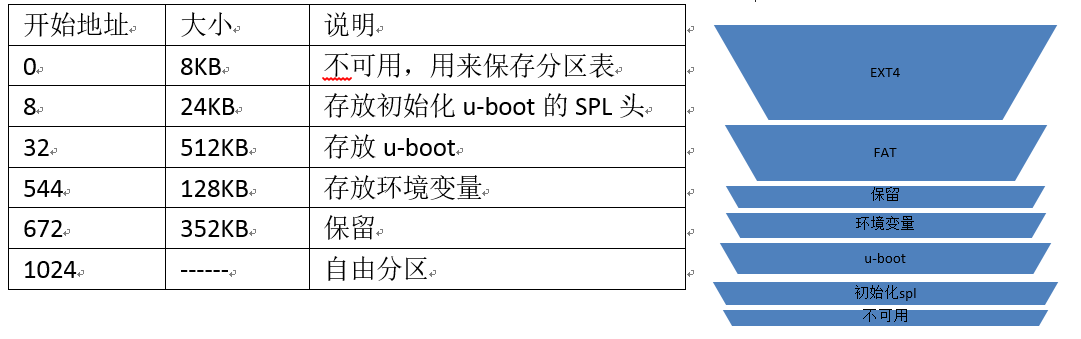 开始地址 大小 说明
0 8KB 不可用，用来保存分区表
8 24KB 存放初始化 u-boot 的 SPL 头
32 512KB 存放 u-boot
544 128KB 存放环境变量
672 352KB 保留
1024 ------ 自由分区
EXT4
FAT
保留
环境变量
u-boot
初始化spl
不可用